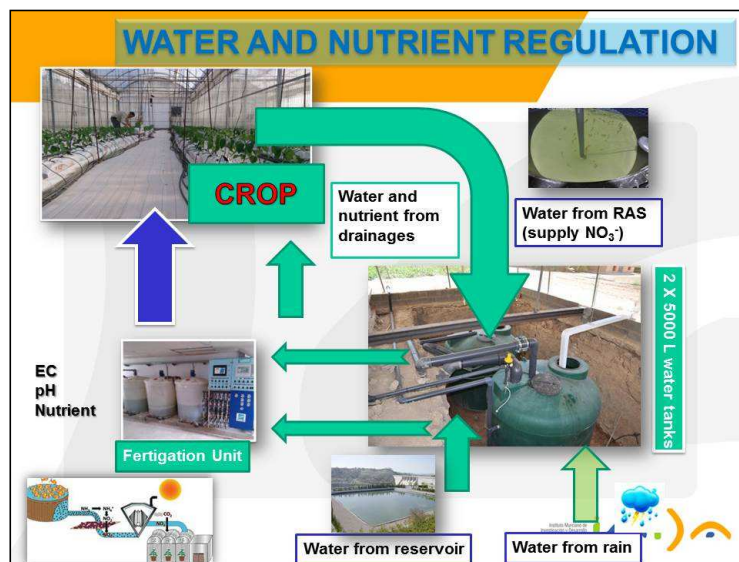 WATER AND NUTRIENT REGULATION
CROP
Water and
nutrient from
drainages
Water from RAS
(supply NO₃⁻)
2 X 5000 L water tanks
EC
pH
Nutrient
Fertigation Unit
Water from reservoir
Water from rain